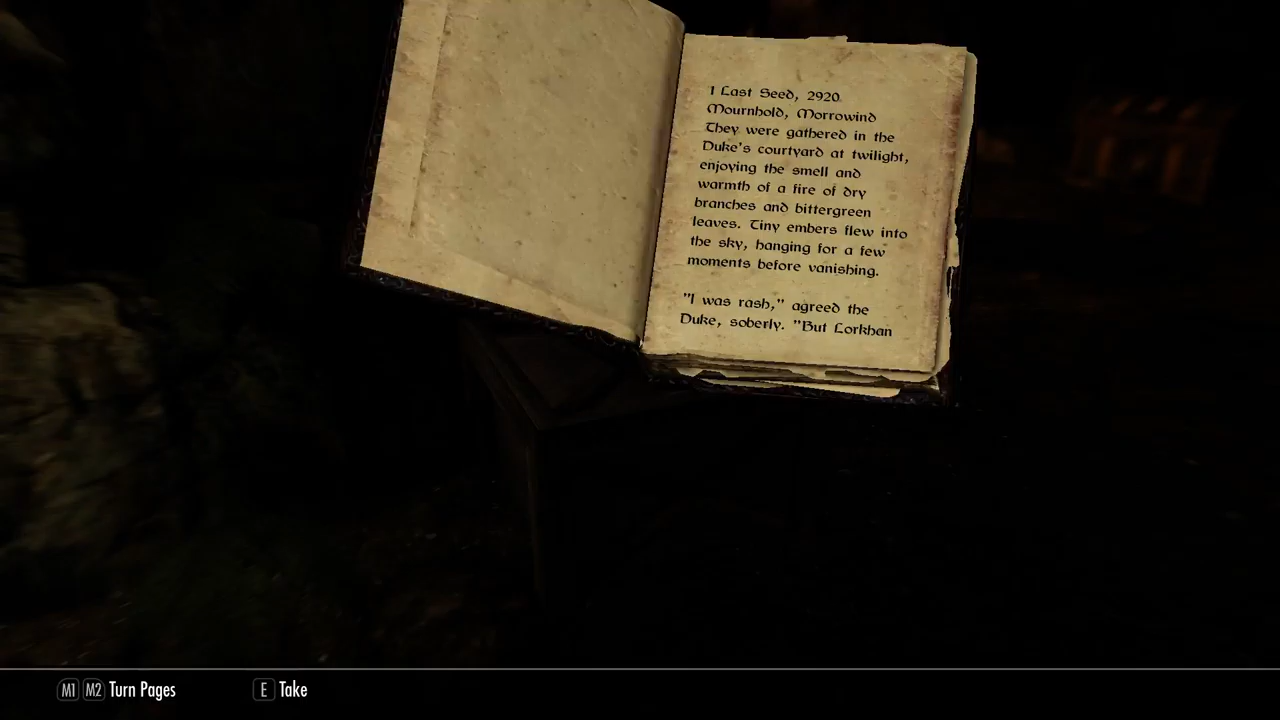 1 Last Seed, 2920
Mournhold, Morrowind
They were gathered in the
Duke's courtyard at twilight,
enjoying the smell and
warmth of a fire of dry
branches and bittergreen
leaves. Tiny embers flew into
the sky, hanging for a few
moments before vanishing.
"I was rash," agreed the
Duke, soberly. "But Lorkhan
M1 M2 Turn Pages
E Take